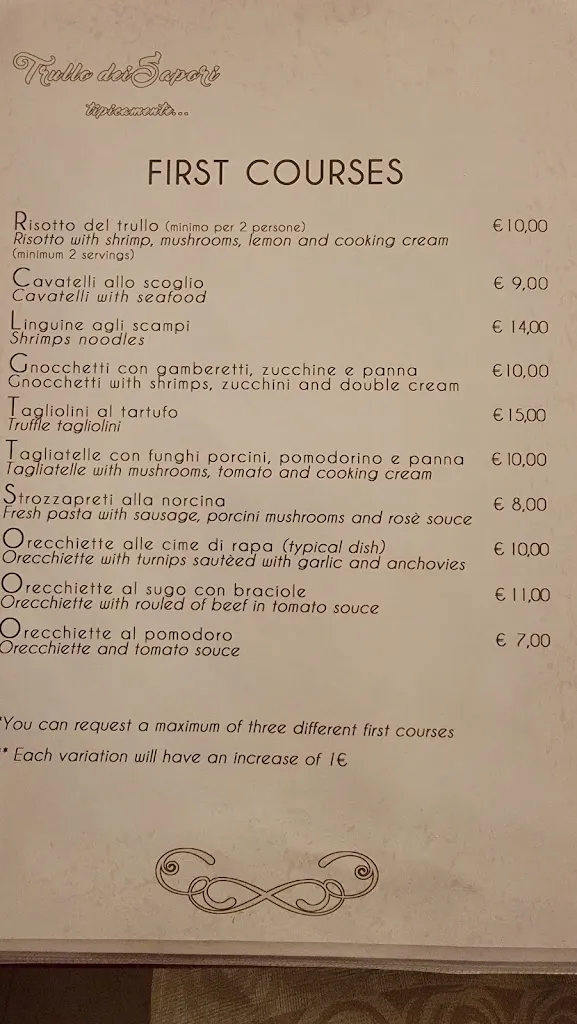 Trullo dei Sapori
tipicamente...
FIRST COURSES
Risotto del trullo (minimo per 2 persone) €10,00
Risotto with shrimp, mushrooms, lemon and cooking cream
(minimum 2 servings)
Cavatelli allo scoglio € 9,00
Cavatelli with seafood
Linguine agli scampi € 14,00
Shrimps noodles
Gnocchetti con gamberetti, zucchine e panna €10,00
Gnocchetti with shrimps, zucchini and double cream
Tagliolini al tartufo €15,00
Truffle tagliolini
Tagliatelle con funghi porcini, pomodorino e panna €10,00
Tagliatelle with mushrooms, tomato and cooking cream
Strozzapreti alla norcina € 8,00
Fresh pasta with sausage, porcini mushrooms and rosè souce
Orecchiette alle cime di rapa (typical dish) € 10,00
Orecchiette with turnips sautèed with garlic and anchovies
Orecchiette al sugo con braciole €11,00
Orecchiette with rouled of beef in tomato souce
Orecchiette al pomodoro € 7,00
Orecchiette and tomato souce
*You can request a maximum of three different first courses
** Each variation will have an increase of 1€